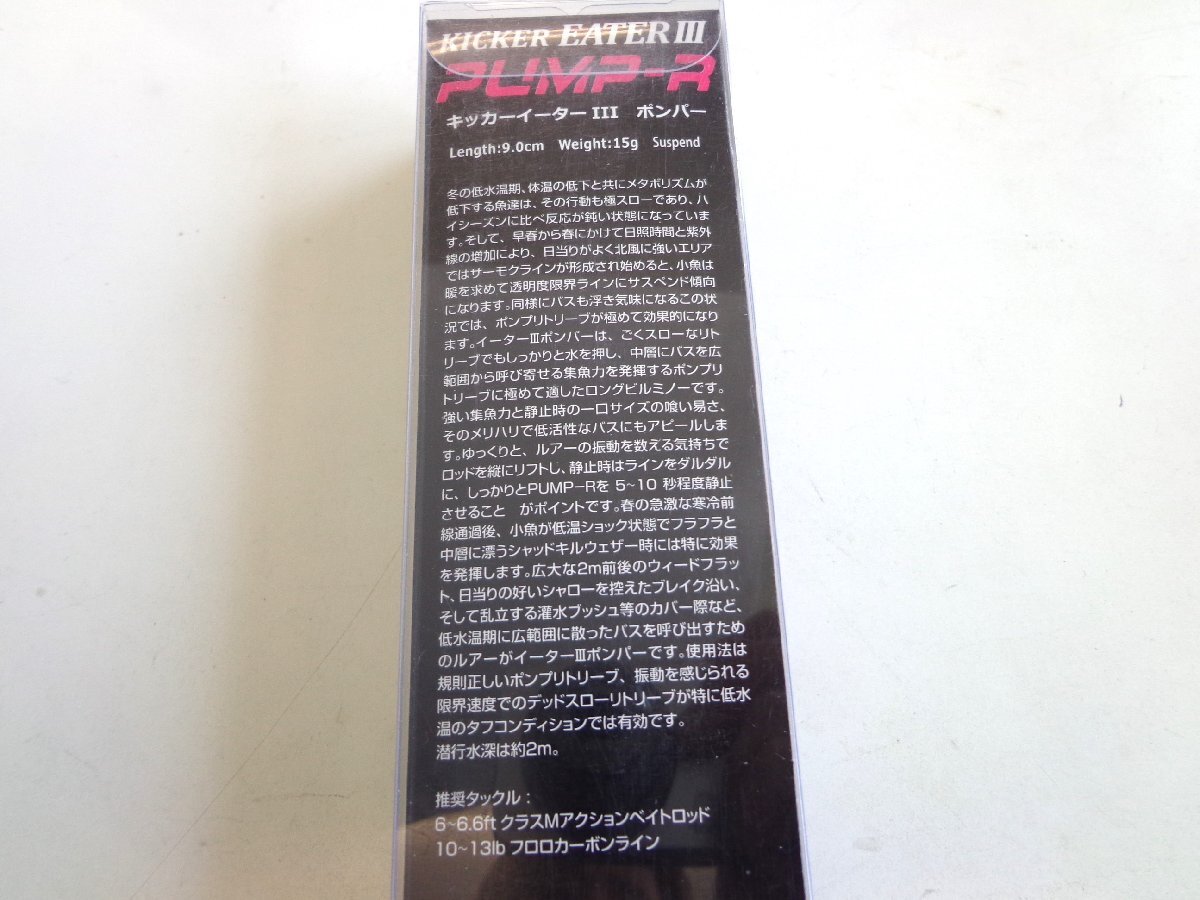 KICKER EATER III
PUMP-R
キッカーイーター III ポンパー
Length:9.0cm Weight:15g Suspend
冬の低水温期、体温の低下と共にメタボリズムが
低下する魚達は、その行動も極スローであり、ハ
イシーズンに比べ反応が鈍い状態になっていま
す。そして、早春から春にかけて日照時間と紫外
線の増加により、日当りがよく北風に強いエリア
ではサーモクラインが形成され始めると、小魚は
暖を求めて透明度限界ラインにサスペンド傾向
になります。同様にバスも浮き気味になるこの状
況では、ポンプリトリーブが極めて効果的になり
ます。イーターⅢポンパーは、ごくスローなリト
リーブでもしっかりと水を押し、中層にバスを広
範囲から呼び寄せる集魚力を発揮するポンプリ
トリーブに極めて適したロングビルミノーです。
強い集魚力と静止時の一口サイズの喰い易さ、
そのメリハリで低活性なバスにもアピールしま
す。ゆっくりと、ルアーの振動を数える気持ちで
ロッドを縦にリフトし、静止時はラインをダルダル
に、しっかりとPUMP-Rを 5~10 秒程度静止
させること がポイントです。春の急激な寒冷前
線通過後、小魚が低温ショック状態でフラフラと
中層に漂うシャッドキルウェザー時には特に効果
を発揮します。広大な2m前後のウィードフラッ
ト、日当りの好いシャローを控えたブレイク沿い、
そして乱立する灌水ブッシュ等のカバー際など、
低水温期に広範囲に散ったバスを呼び出すため
のルアーがイーターⅢポンパーです。使用法は
規則正しいポンプリトリーブ、振動を感じられる
限界速度でのデッドスローリトリーブが特に低水
温のタフコンディションでは有効です。
潜行水深は約2m。
推奨タックル：
6~6.6ft クラスMアクションベイトロッド
10~13lb フロロカーボンライン